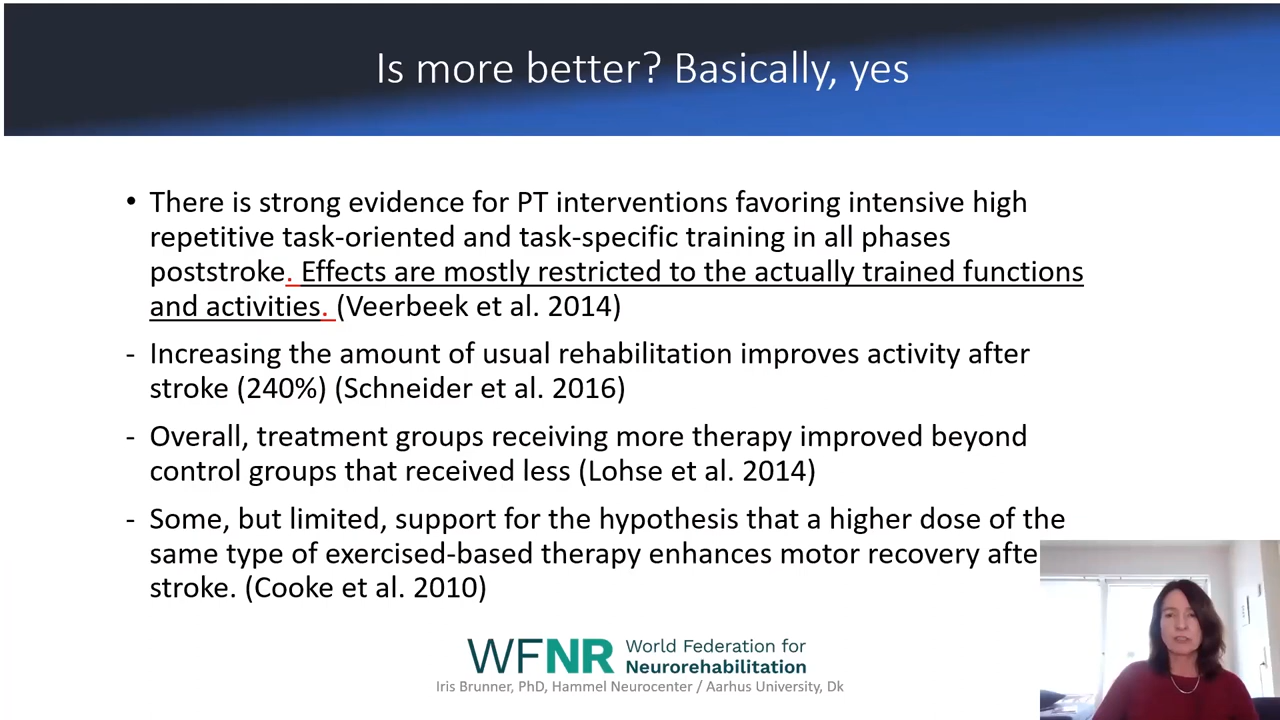 Is more better? Basically, yes
• There is strong evidence for PT interventions favoring intensive high
repetitive task-oriented and task-specific training in all phases
poststroke. Effects are mostly restricted to the actually trained functions
and activities. (Veerbeek et al. 2014)
- Increasing the amount of usual rehabilitation improves activity after
stroke (240%) (Schneider et al. 2016)
- Overall, treatment groups receiving more therapy improved beyond
control groups that received less (Lohse et al. 2014)
- Some, but limited, support for the hypothesis that a higher dose of the
same type of exercised-based therapy enhances motor recovery afte
stroke. (Cooke et al. 2010)
WFNR World Federation for
Neurorehabilitation
Iris Brunner, PhD, Hammel Neurocenter / Aarhus University, Dk